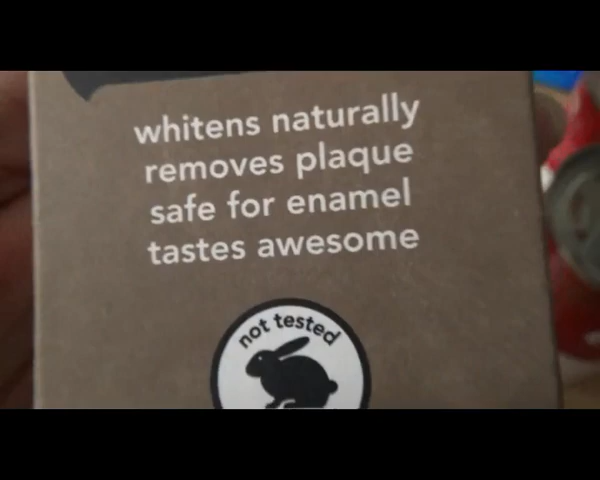 whitens naturally
removes plaque
safe for enamel
tastes awesome
not tested